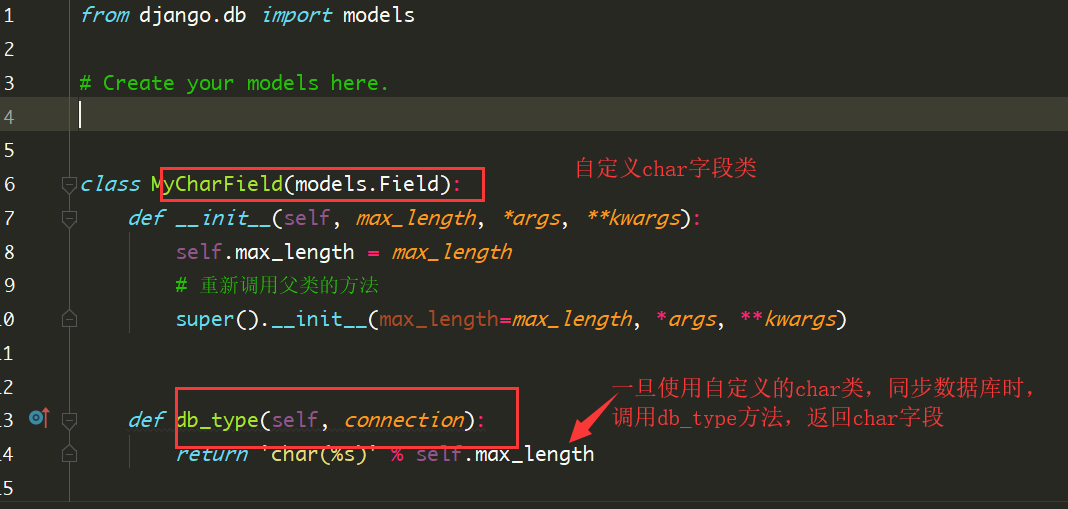 1 from django.db import models
2
3 # Create your models here.
4
5
自定义char字段类
6 class MyCharField(models.Field):
7 def __init__(self, max_length, *args, **kwargs):
8 self.max_length = max_length
9 # 重新调用父类的方法
10 super().__init__(max_length=max_length, *args, **kwargs)
11
12
一旦使用自定义的char类，同步数据库时，
调用db_type方法，返回char字段
13 def db_type(self, connection):
14 return 'char(%s)' % self.max_length
15